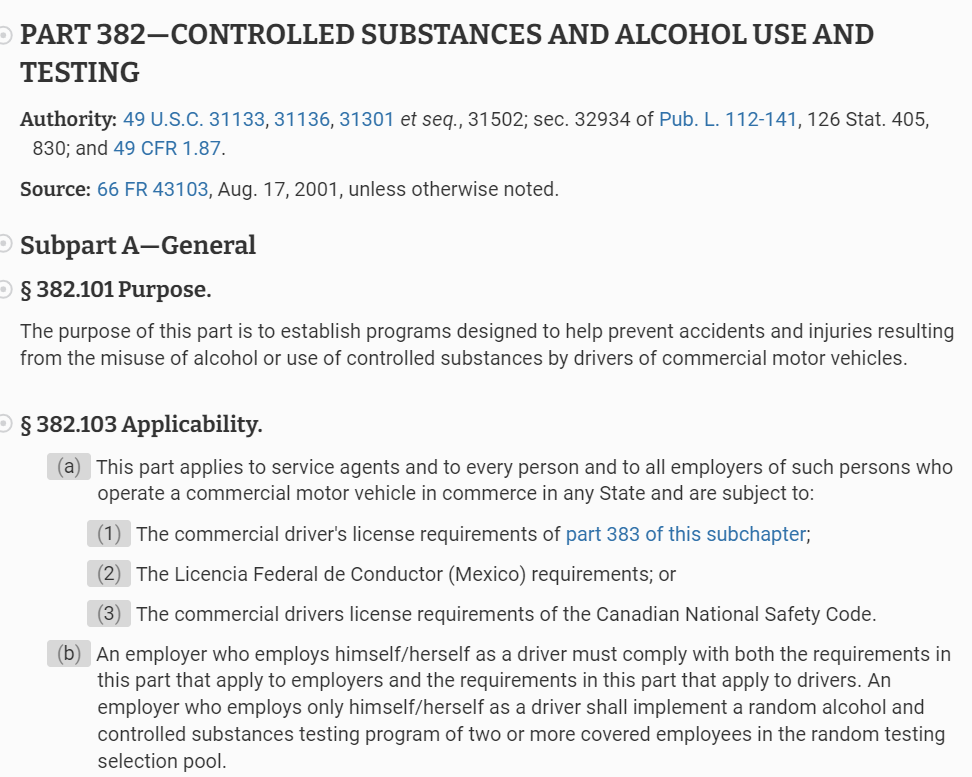 PART 382—CONTROLLED SUBSTANCES AND ALCOHOL USE AND
TESTING
Authority: 49 U.S.C. 31133, 31136, 31301 et seq., 31502; sec. 32934 of Pub. L. 112-141, 126 Stat. 405,
830; and 49 CFR 1.87.
Source: 66 FR 43103, Aug. 17, 2001, unless otherwise noted.
Subpart A—General
§ 382.101 Purpose.
The purpose of this part is to establish programs designed to help prevent accidents and injuries resulting
from the misuse of alcohol or use of controlled substances by drivers of commercial motor vehicles.
§ 382.103 Applicability.
(a) This part applies to service agents and to every person and to all employers of such persons who
operate a commercial motor vehicle in commerce in any State and are subject to:
(1) The commercial driver's license requirements of part 383 of this subchapter;
(2) The Licencia Federal de Conductor (Mexico) requirements; or
(3) The commercial drivers license requirements of the Canadian National Safety Code.
(b) An employer who employs himself/herself as a driver must comply with both the requirements in
this part that apply to employers and the requirements in this part that apply to drivers. An
employer who employs only himself/herself as a driver shall implement a random alcohol and
controlled substances testing program of two or more covered employees in the random testing
selection pool.